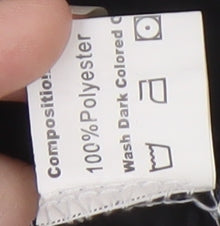 Composition
100%Polyester
Wash Dark Colored